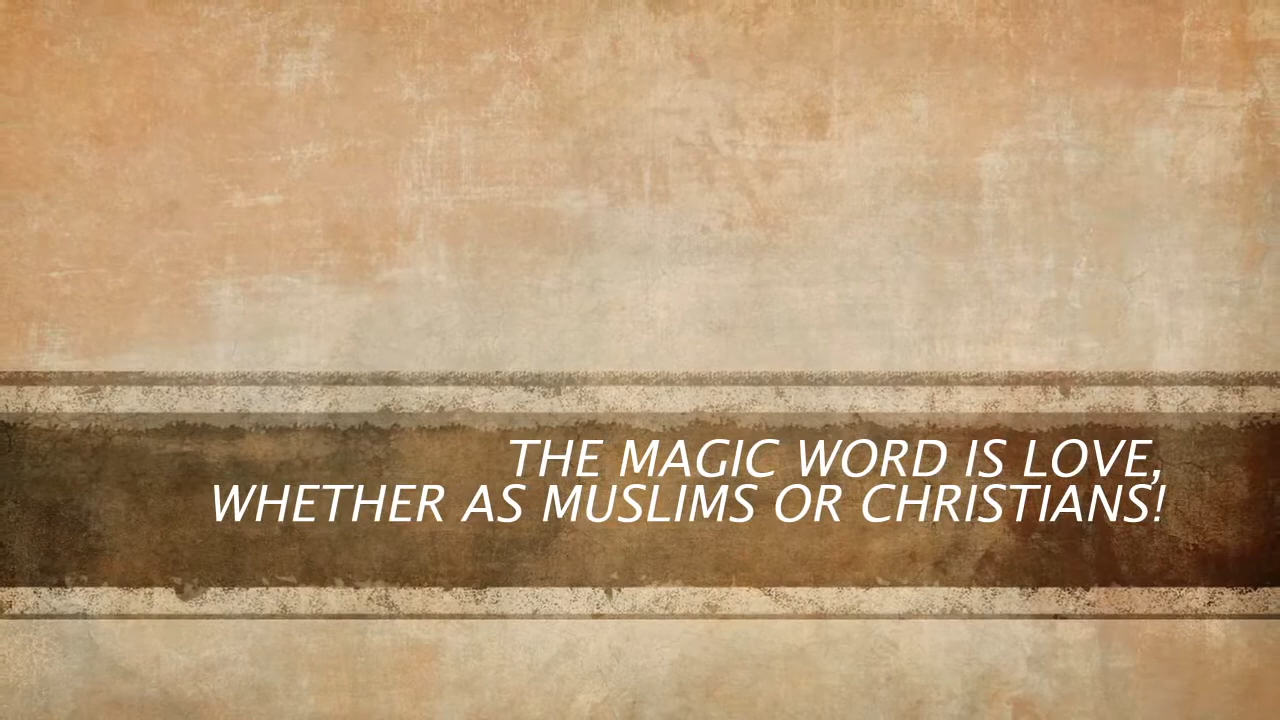 THE MAGIC WORD IS LOVE,
WHETHER AS MUSLIMS OR CHRISTIANS!